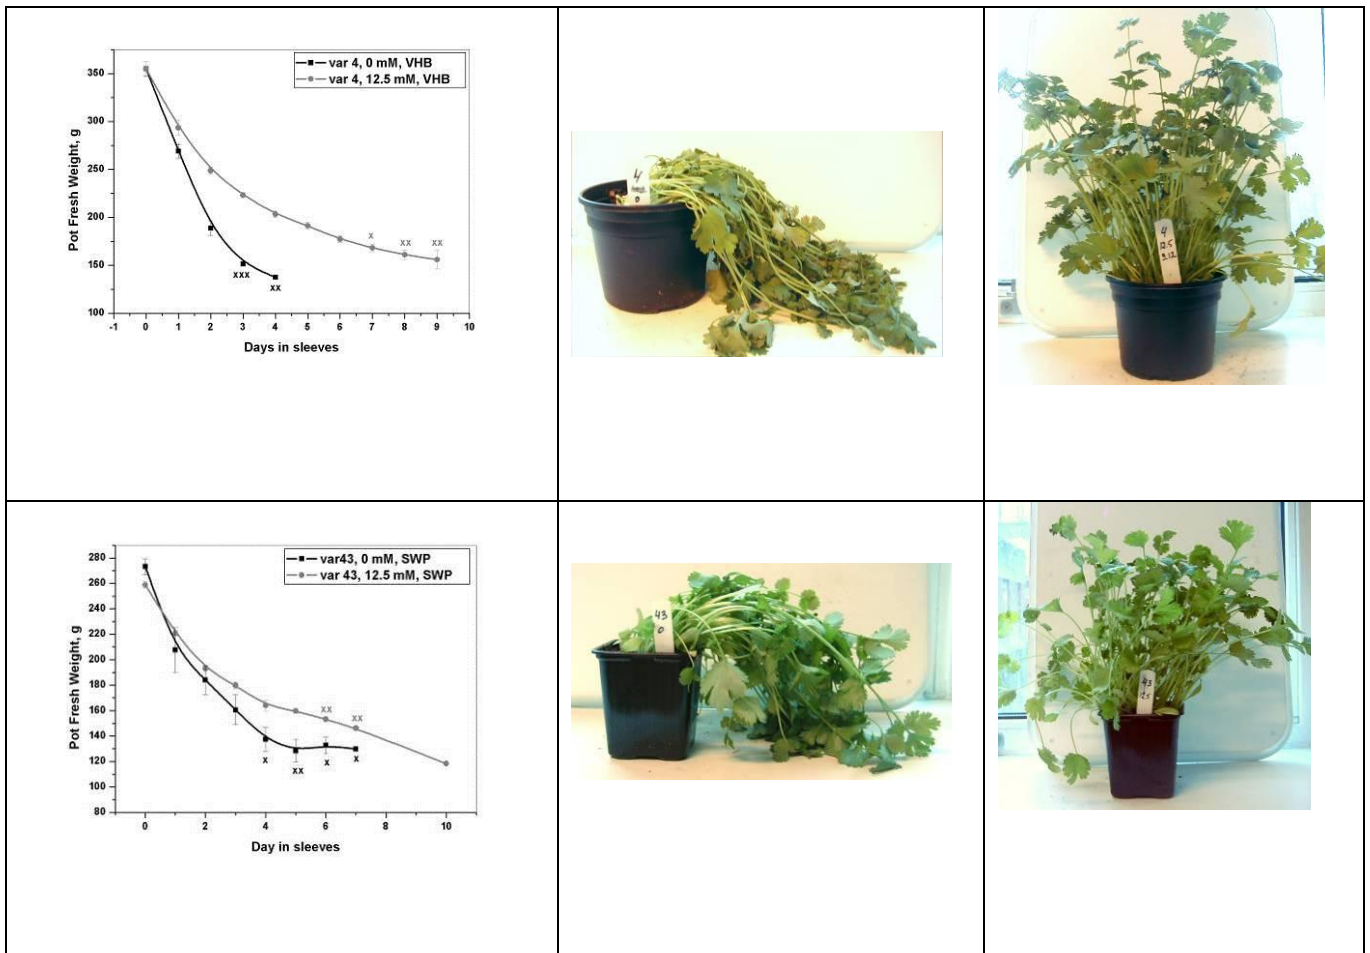 var 4, 0 mM, VHB
var 4, 12.5 mM, VHB
350
300
250
200
150
100
Pot Fresh Weight, g
x
xx
xx
xxx
xx
-1 0 1 2 3 4 5 6 7 8 9 10
Days in sleeves
4
0
4
12.5
var43, 0 mM, SWP
var 43, 12.5 mM, SWP
280
260
240
220
200
180
160
140
120
100
80
Pot Fresh Weight, g
xx
xx
x
xx
x
x
0 2 4 6 8 10
Day in sleeves
43
0
43